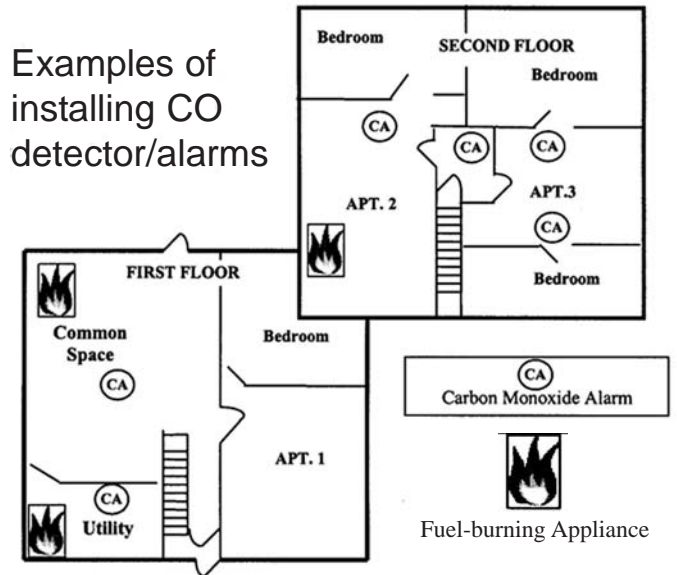 Examples of
installing CO
detector/alarms
Bedroom
SECOND FLOOR
Bedroom
CA
CA
CA
APT. 2
APT.3
CA
Bedroom
FIRST FLOOR
Common
Space
Bedroom
CA
APT. 1
CA
Utility
CA
Carbon Monoxide Alarm
Fuel-burning Appliance